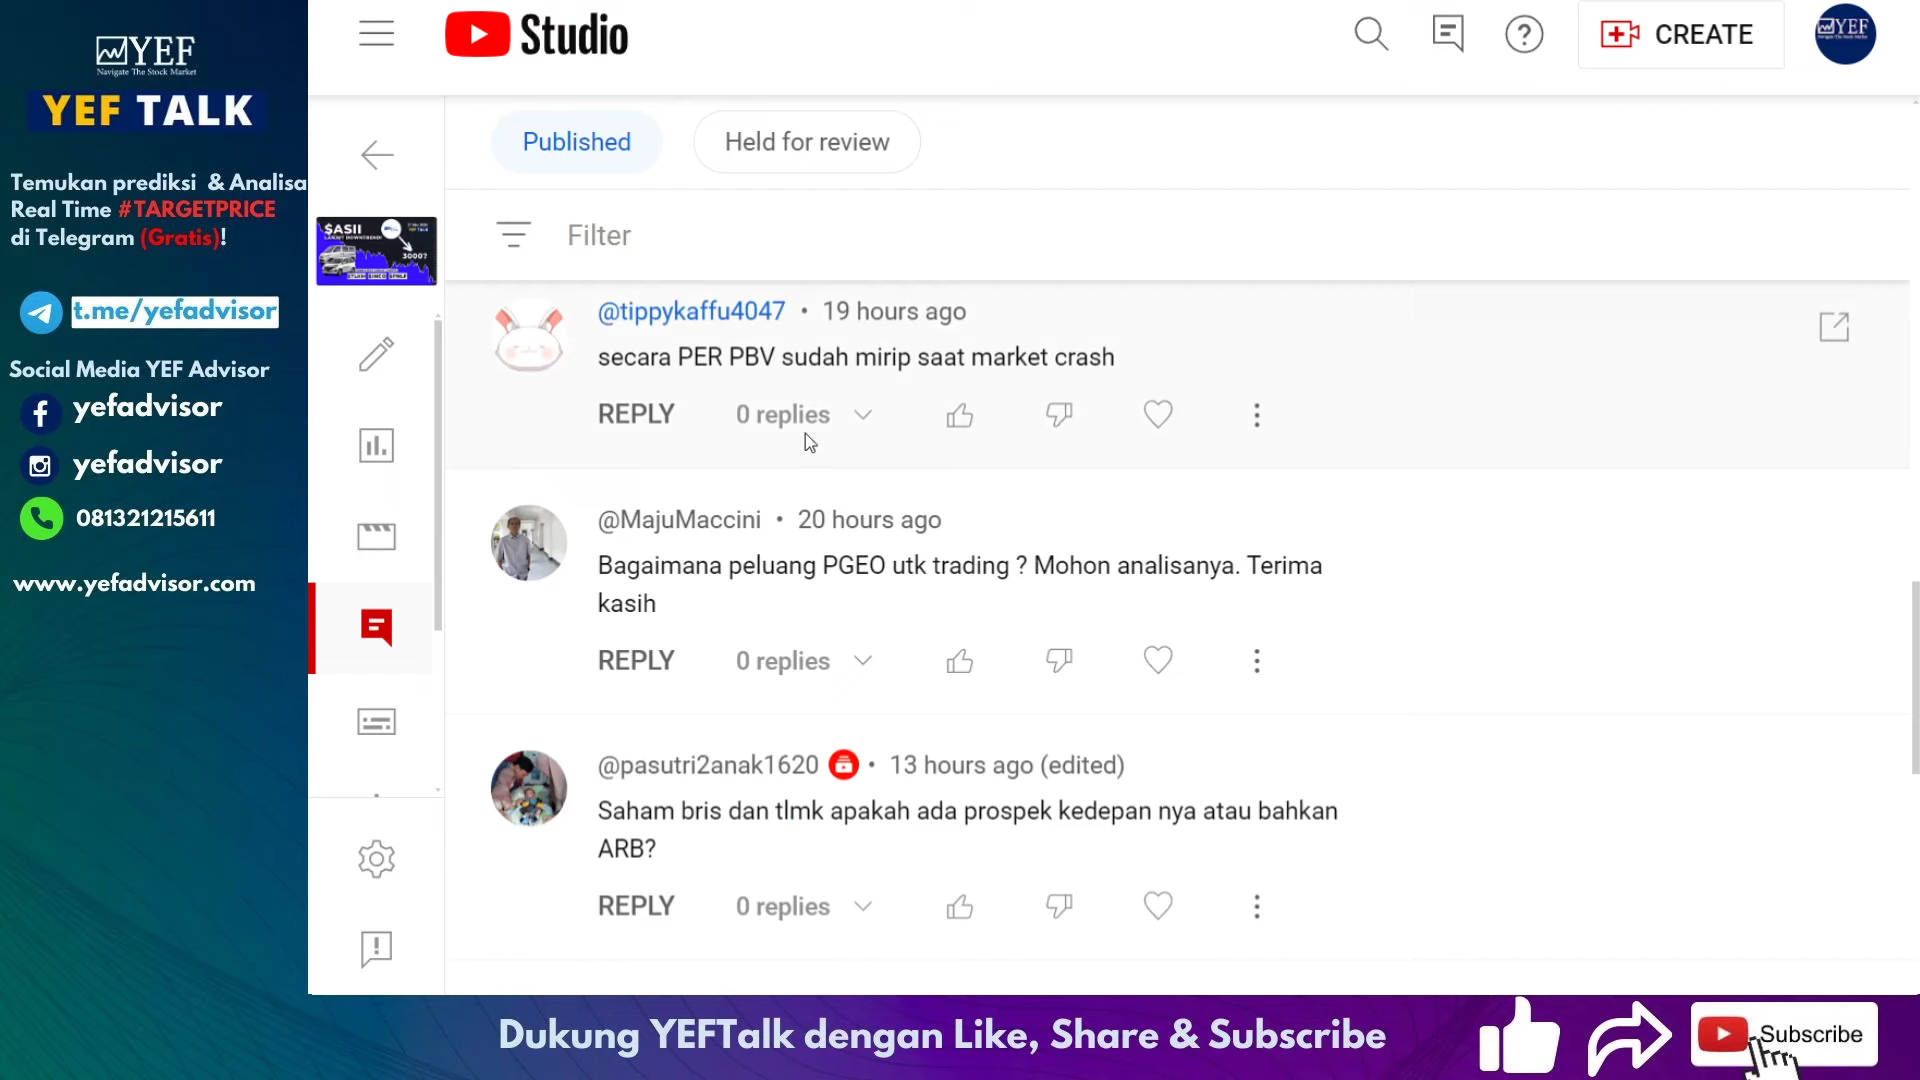 YEF
Navigate The Stock Market
YEF TALK
Temukan prediksi & Analisa
Real Time #TARGETPRICE
di Telegram (Gratis)!
t.me/yefadvisor
Social Media YEF Advisor
yefadvisor
yefadvisor
081321215611
www.yefadvisor.com
Studio
CREATE
YEF
Published
Held for review
Filter
$ASII
3000?
@tippykaffu4047 • 19 hours ago
secara PER PBV sudah mirip saat market crash
REPLY 0 replies
@MajuMaccini • 20 hours ago
Bagaimana peluang PGEO utk trading ? Mohon analisanya. Terima
kasih
REPLY 0 replies
@pasutri2anak1620 • 13 hours ago (edited)
Saham bris dan tlmk apakah ada prospek kedepan nya atau bahkan
ARB?
REPLY 0 replies
Dukung YEFTalk dengan Like, Share & Subscribe
Subscribe